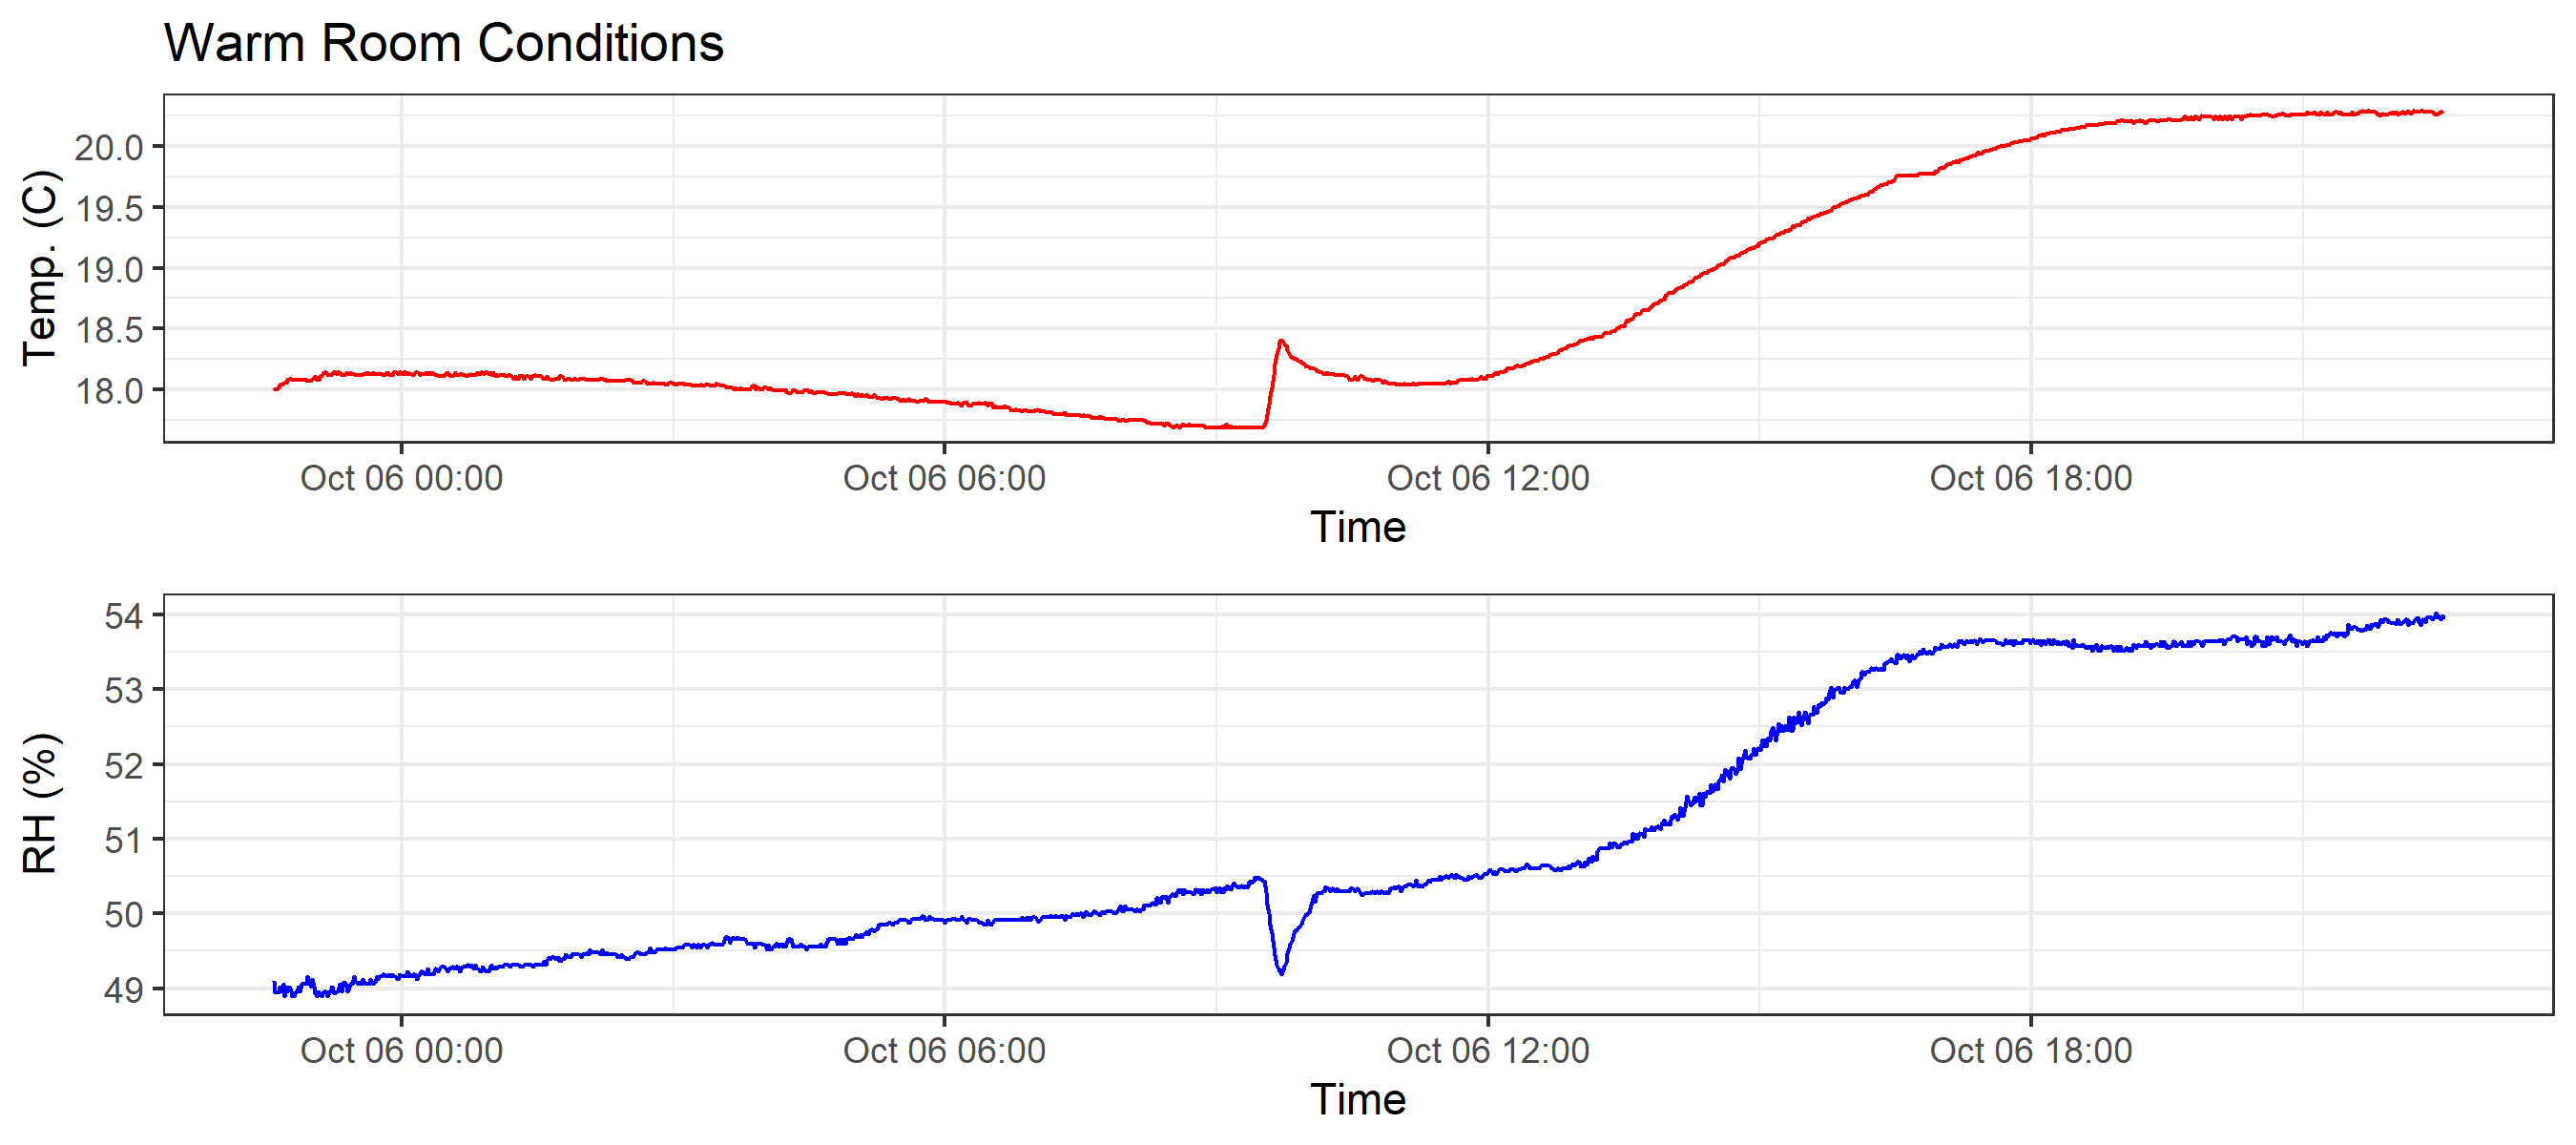 Warm Room Conditions
Temp. (C)
20.0
19.5
19.0
18.5
18.0
Oct 06 00:00 Oct 06 06:00 Oct 06 12:00 Oct 06 18:00
Time
RH (%)
54
53
52
51
50
49
Oct 06 00:00 Oct 06 06:00 Oct 06 12:00 Oct 06 18:00
Time